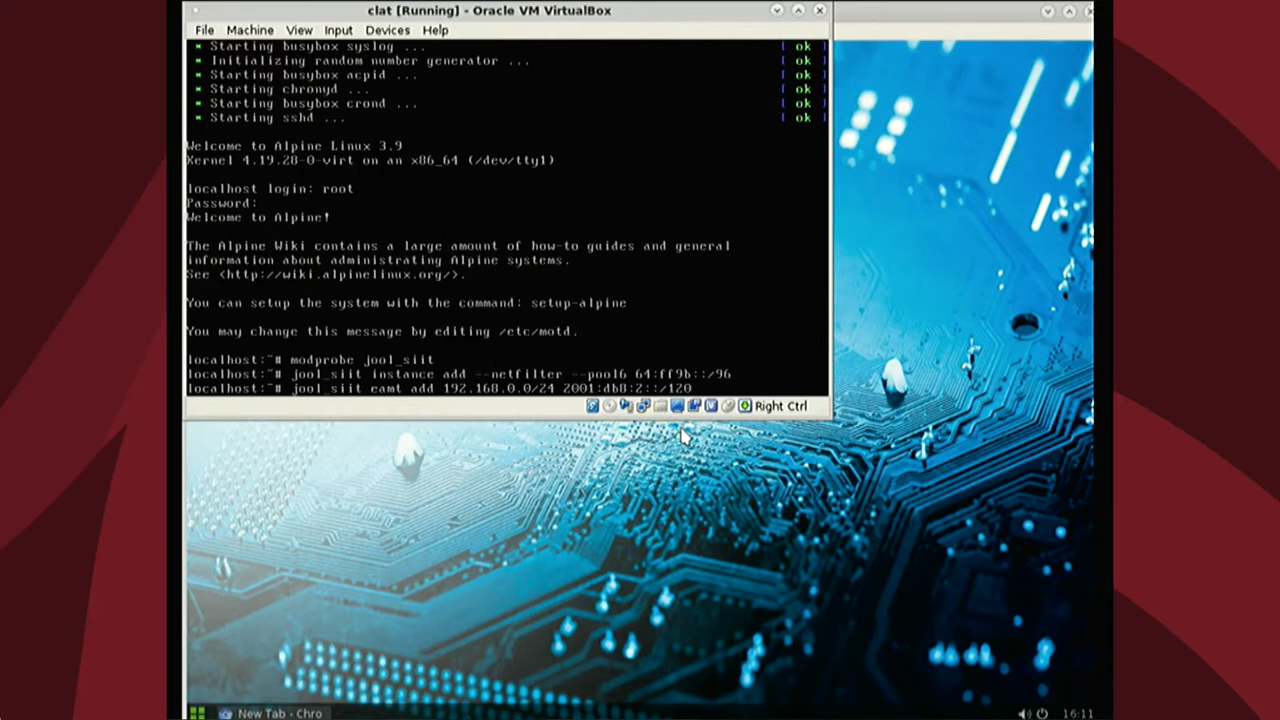 clat [Running] - Oracle VM VirtualBox
File Machine View Input Devices Help
* Starting busybox syslog ... [ ok ]
* Initializing random number generator ... [ ok ]
* Starting busybox acpid ... [ ok ]
* Starting chronyd ... [ ok ]
* Starting busybox crond ... [ ok ]
* Starting sshd ... [ ok ]
Welcome to Alpine Linux 3.9
Kernel 4.19.28-0-virt on an x86_64 (/dev/tty1)
localhost login: root
Password:
Welcome to Alpine!
The Alpine Wiki contains a large amount of how-to guides and general
information about administrating Alpine systems.
See <http://wiki.alpinelinux.org/>.
You can setup the system with the command: setup-alpine
You may change this message by editing /etc/motd.
localhost:~# modprobe jool_siit
localhost:~# jool_siit instance add --netfilter --pool6 64:ff9b::/96
localhost:~# jool_siit eamt add 192.168.0.0/24 2001:db8:2::/120
Right Ctrl
New Tab - Chro
16:11